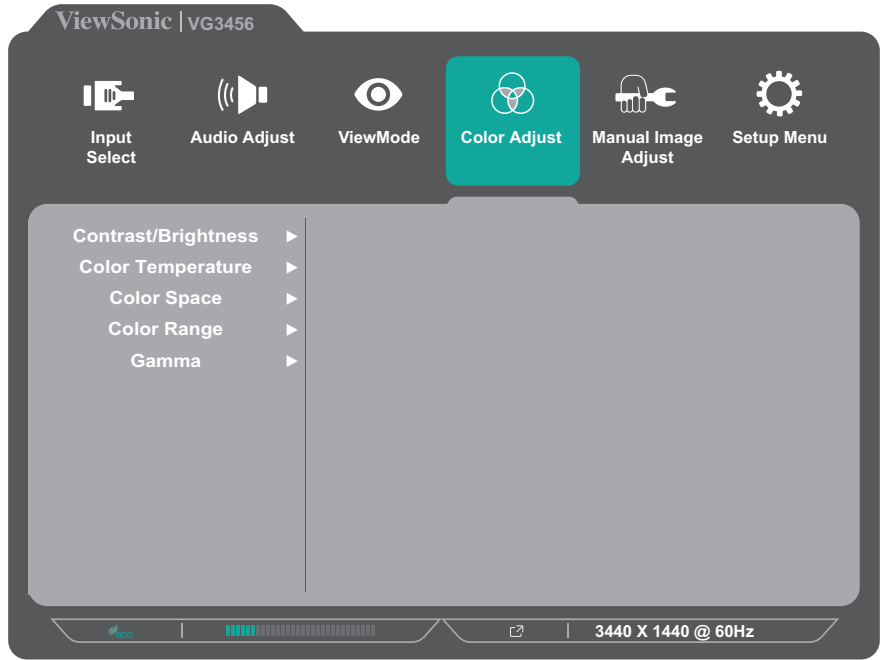 ViewSonic | VG3456
Input
Select
Audio Adjust
ViewMode
Color Adjust
Manual Image
Adjust
Setup Menu
Contrast/Brightness
Color Temperature
Color Space
Color Range
Gamma
eco
3440 X 1440 @ 60Hz